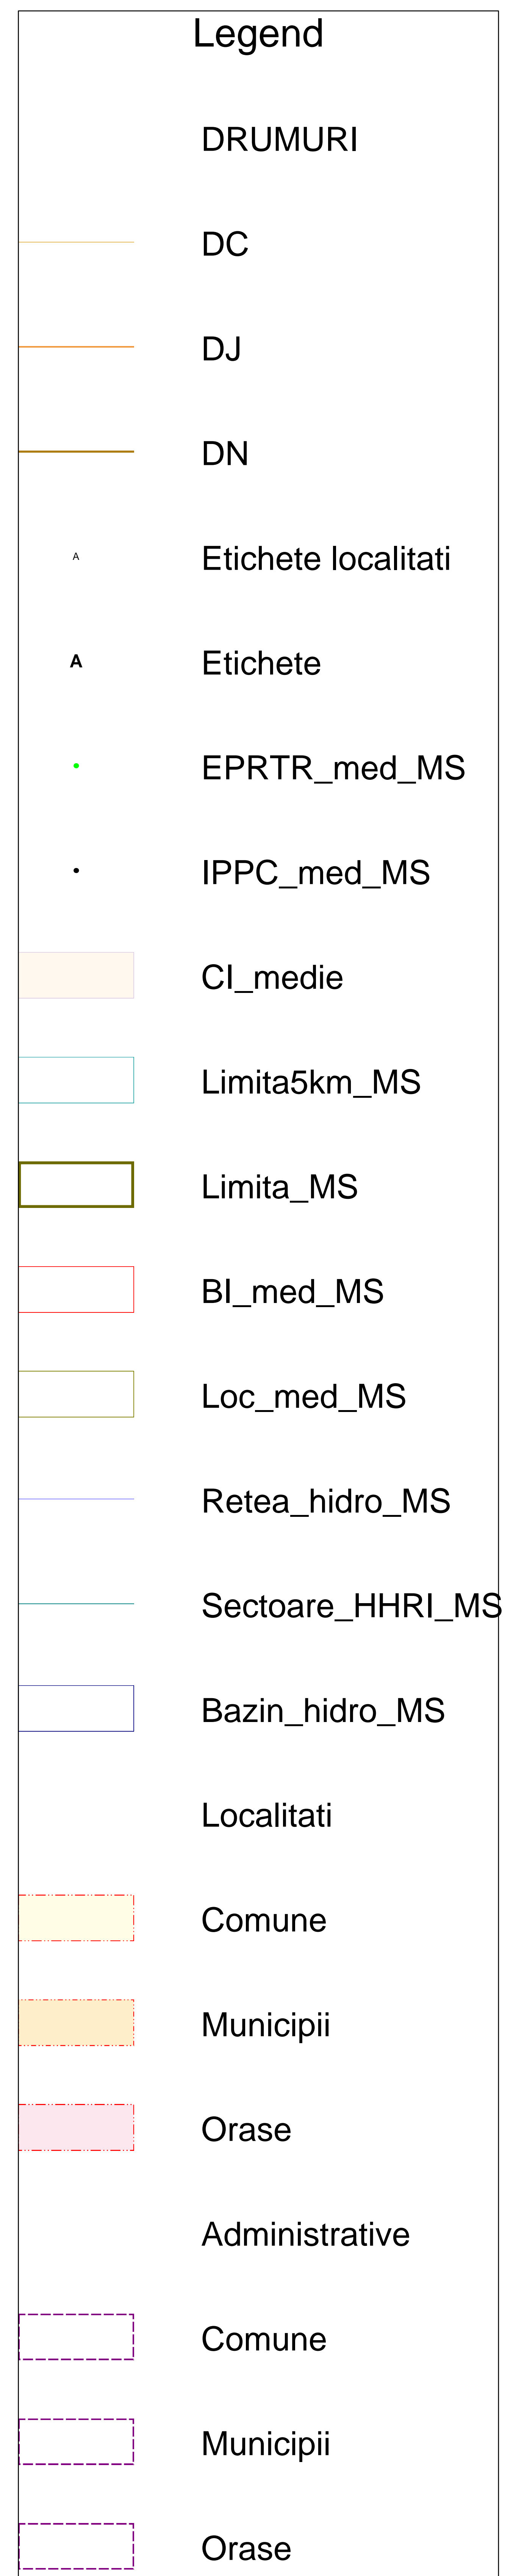 Legend
DRUMURI
DC
DJ
DN
A Etichete localitati
A Etichete
EPRTR_med_MS
IPPC_med_MS
CI_medie
Limita5km_MS
Limita_MS
BI_med_MS
Loc_med_MS
Retea_hidro_MS
Sectoare_HHRI_MS
Bazin_hidro_MS
Localitati
Comune
Municipii
Orase
Administrative
Comune
Municipii
Orase